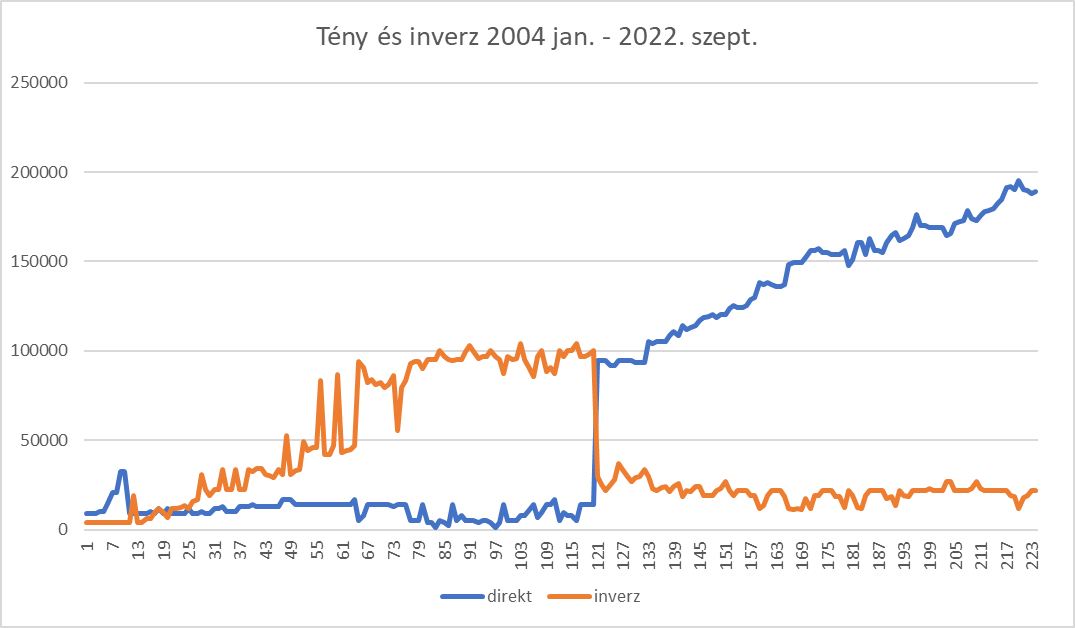 Tény és inverz 2004 jan. - 2022. szept.
250000
200000
150000
100000
50000
0
1 7 13 19 25 31 37 43 49 55 61 67 73 79 85 91 97 103 109 115 121 127 133 139 145 151 157 163 169 175 181 187 193 199 205 211 217 223
direkt inverz